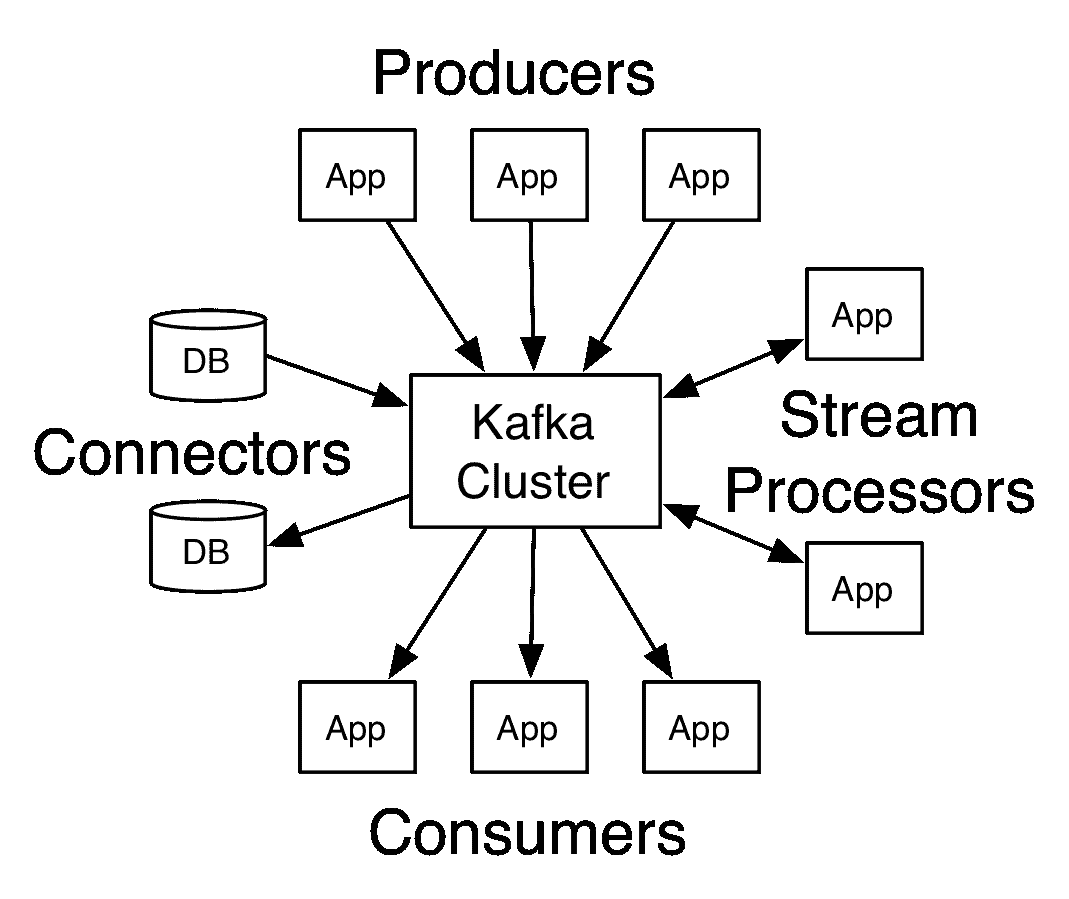 Producers
App
App
App
App
DB
Stream
Kafka
Cluster
Connectors
Processors
DB
App
App
App
App
Consumers